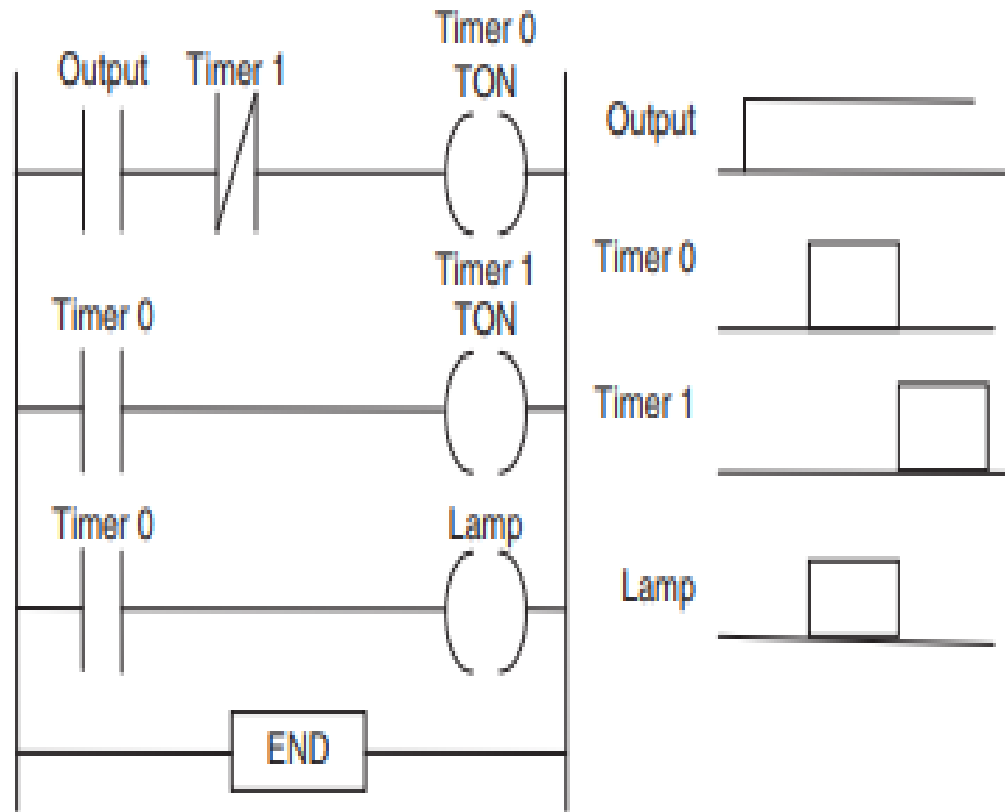 Timer 0
Output Timer 1 TON
Timer 1
Timer 0 TON
Timer 0 Lamp
END
Output
Timer 0
Timer 1
Lamp